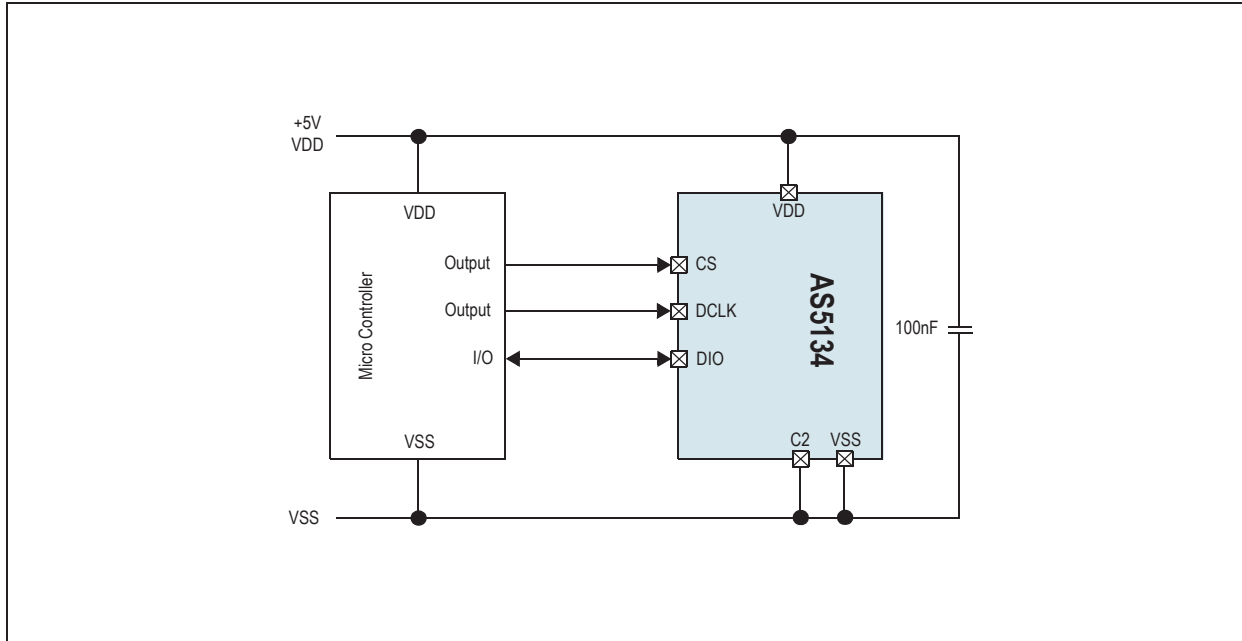 +5V
VDD
VDD
VDD
Output
CS
Micro Controller
AS5134
Output
DCLK
100nF
I/O
DIO
VSS
C2 VSS
VSS